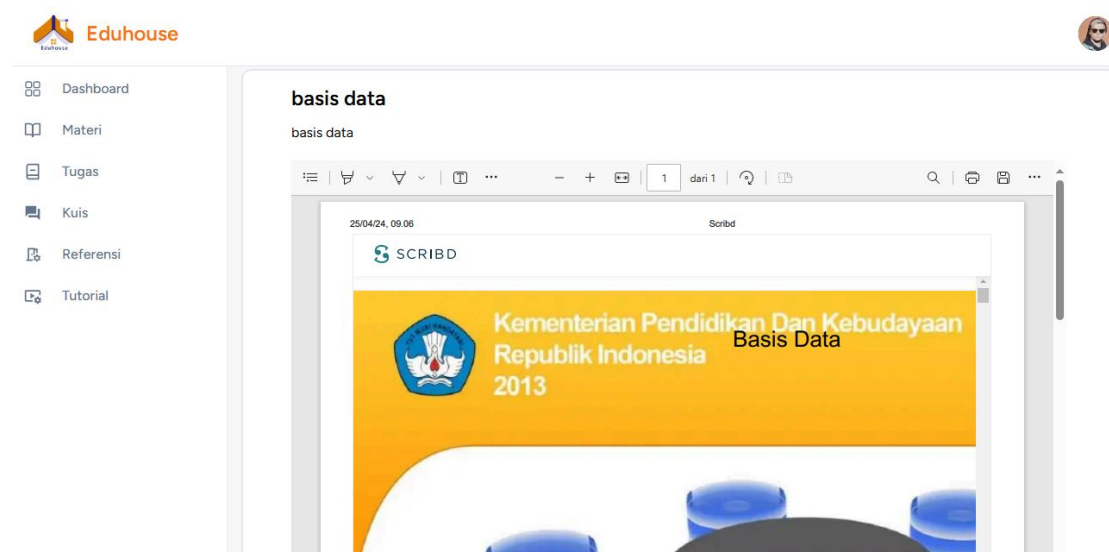 Eduhouse
Eduhouse
Dashboard
Materi
Tugas
Kuis
Referensi
Tutorial
basis data
basis data
1 dari 1
25/04/24, 09.06 Scribd
SCRIBD
Kementerian Pendidikan Dan Kebudayaan
Republik Indonesia
2013
Basis Data